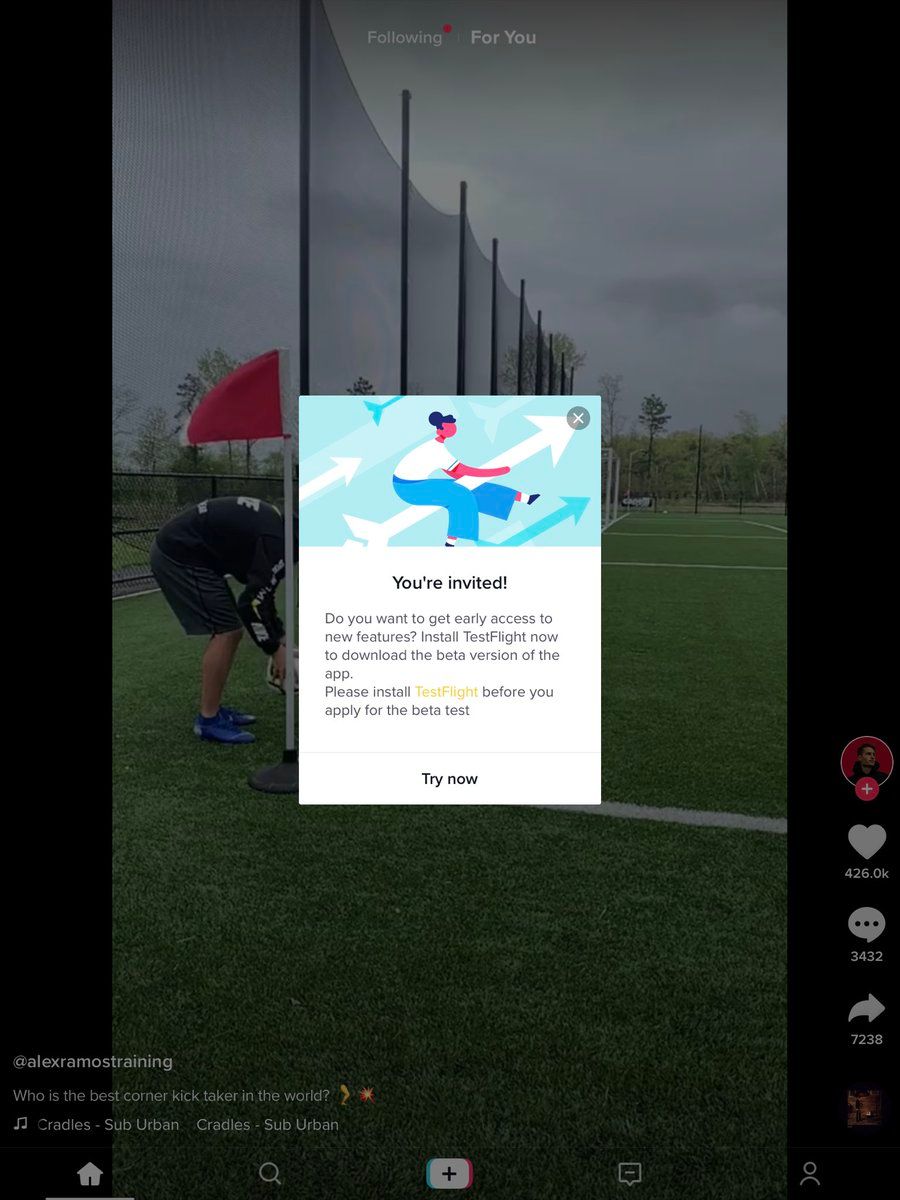 Following For You
You're invited!
Do you want to get early access to
new features? Install TestFlight now
to download the beta version of the
app.
Please install TestFlight before you
apply for the beta test
Try now
426.0k
3432
7238
@alexramostraining
Who is the best corner kick taker in the world?
Cradles - Sub Urban Cradles - Sub Urban